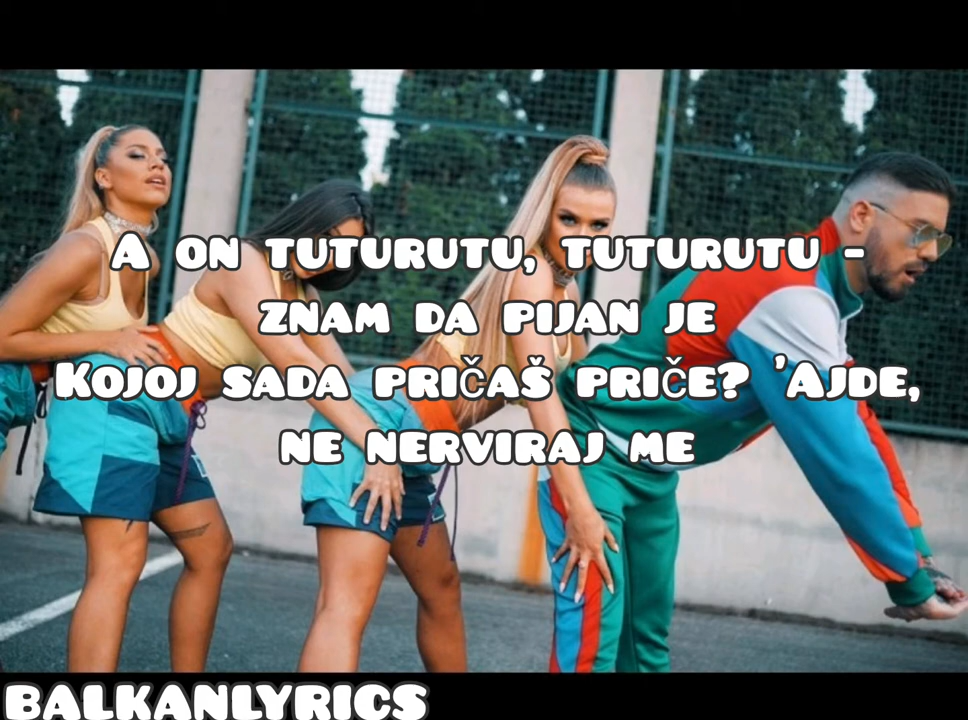 A ON TUTURUTU, TUTURUTU -
ZNAM DA PIJAN JE
KOJOJ SADA PRIČAŠ PRIČE? 'AJDE,
NE NERVIRAJ ME
BALKANLYRICS